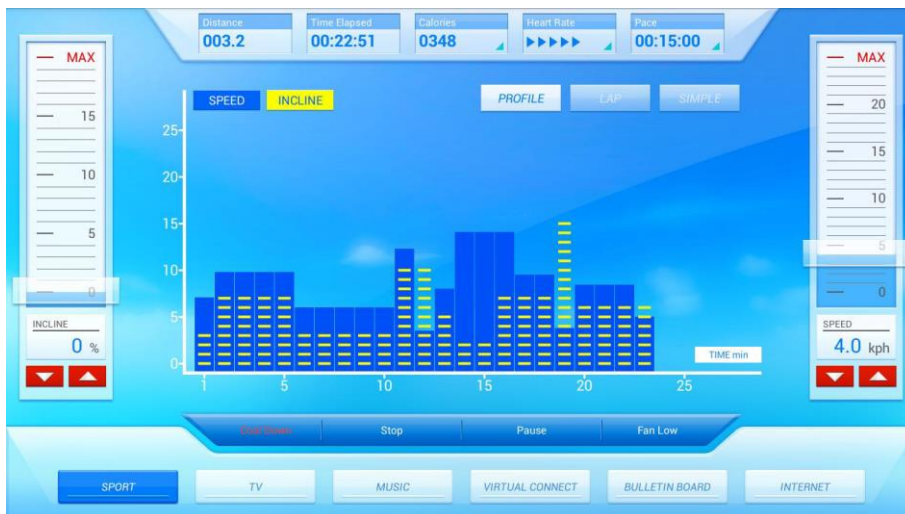 Distance
003.2
Time Elapsed
00:22:51
Calories
0348
Heart Rate
Pace
00:15:00
MAX
15
10
5
0
INCLINE
0 %
SPEED
INCLINE
PROFILE
LAP
SIMPLE
25
20
15
10
5
0
1
5
10
15
20
25
TIME min
MAX
20
15
10
5
0
SPEED
4.0 kph
Cool Down
Stop
Pause
Fan Low
SPORT
TV
MUSIC
VIRTUAL CONNECT
BULLETIN BOARD
INTERNET